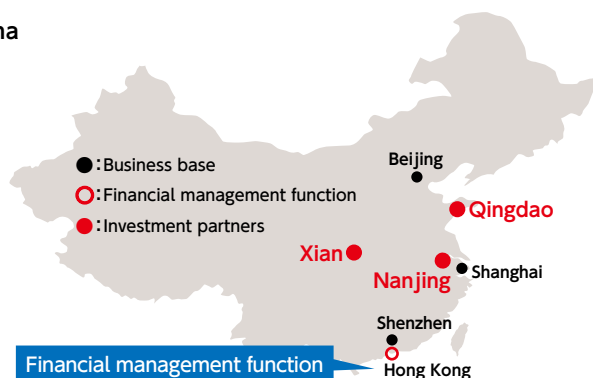 na
: Business base
: Financial management function
: Investment partners
Beijing
Qingdao
Xian
Nanjing
Shanghai
Shenzhen
Financial management function
Hong Kong